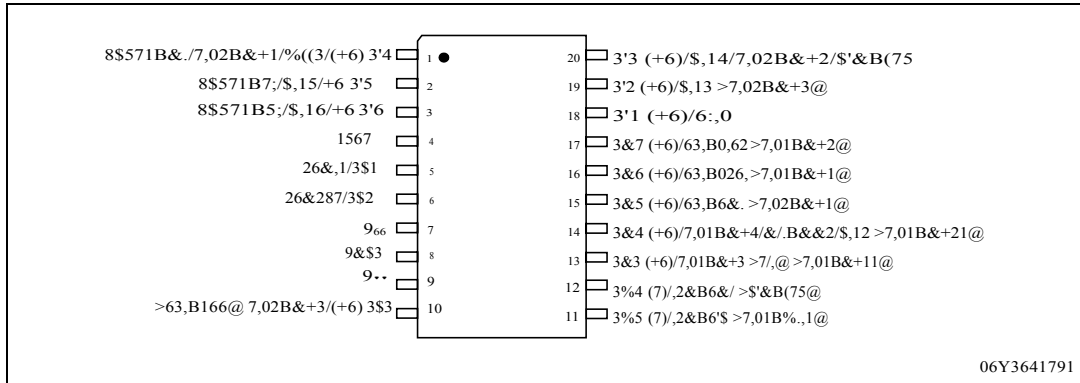 8$571B&./7,02B&+1/%((3/(+6) 3'4
8$571B7;/$,15/+6 3'5
8$571B5;/$,16/+6 3'6
1567
26&,1/3$1
26&287/3$2
9₆₆
9&$3
9..
>63,B166@ 7,02B&+3/(+6) 3$3
1
2
3
4
5
6
7
8
9
10
20
19
18
17
16
15
14
13
12
11
3'3 (+6)/$,14/7,02B&+2/$'&B(75
3'2 (+6)/$,13 >7,02B&+3@
3'1 (+6)/6:,0
3&7 (+6)/63,B0,62 >7,01B&+2@
3&6 (+6)/63,B026, >7,01B&+1@
3&5 (+6)/63,B6&. >7,02B&+1@
3&4 (+6)/7,01B&+4/&/.B&&2/$,12 >7,01B&+21@
3&3 (+6)/7,01B&+3 >7/,@ >7,01B&+11@
3%4 (7)/,2&B6&/ >$'&B(75@
3%5 (7)/,2&B6'$ >7,01B%.,1@
06Y3641791